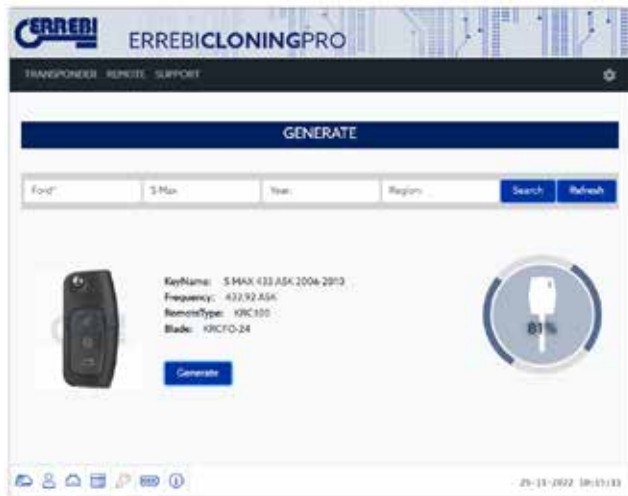 ERREBI
ERREBICLONINGPRO
TRANSPONDER REMOTE SUPPORT
GENERATE
Ford* S-Max Year: Region: Search Refresh
KeyName: S-MAX 433 ASK 2006-2013
Frequency: 433,92 ASK
RemoteType: KRC100
Blade: KRCFO-24
Generate
81%